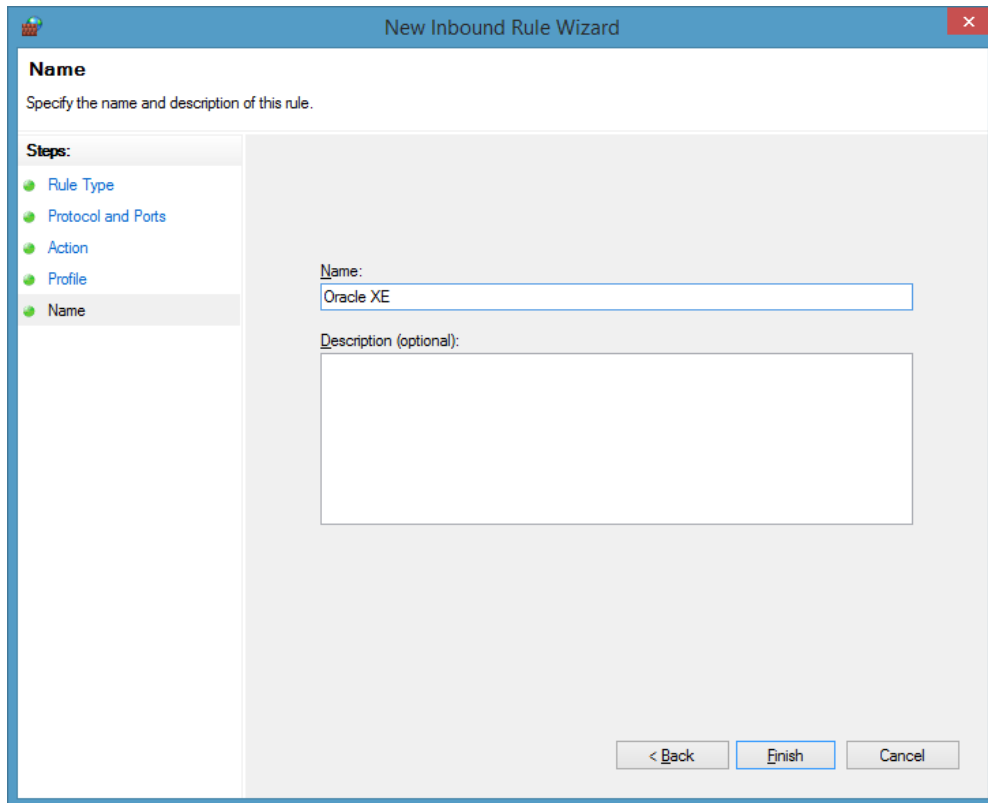 New Inbound Rule Wizard
Name
Specify the name and description of this rule.
Steps:
Rule Type
Protocol and Ports
Action
Profile
Name
Name:
Oracle XE
Description (optional):
< Back Finish Cancel